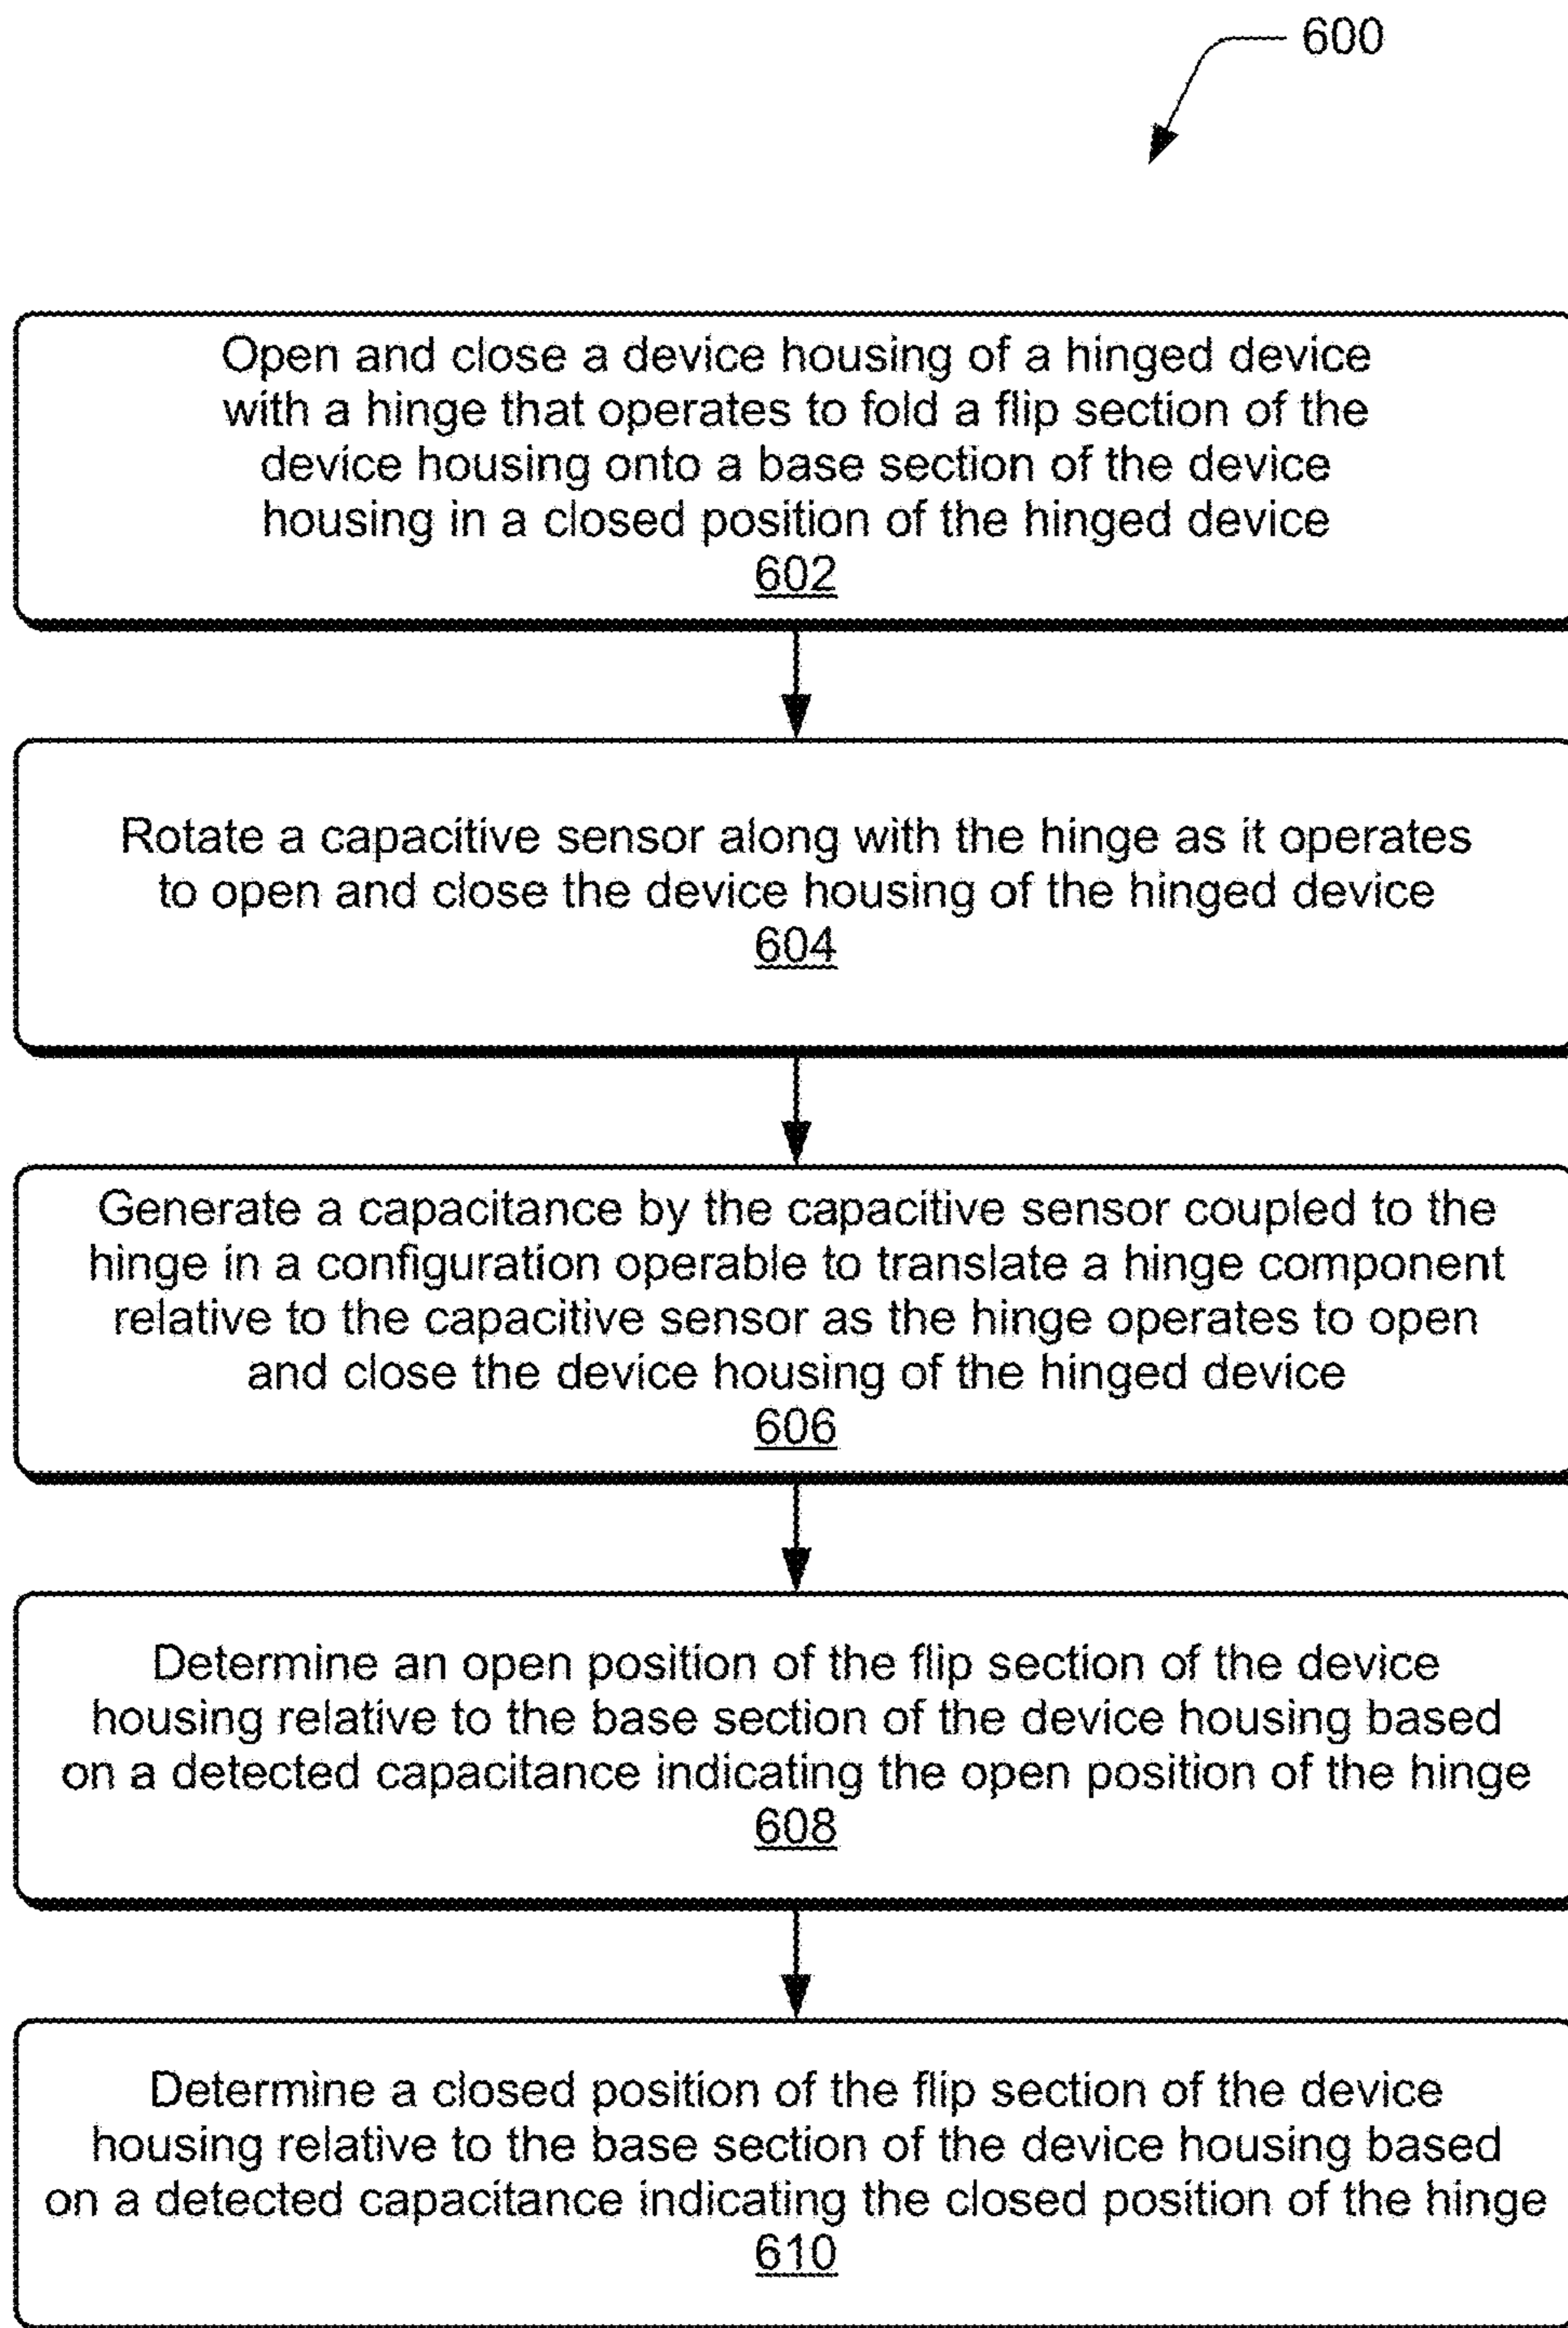 600
Open and close a device housing of a hinged device
with a hinge that operates to fold a flip section of the
device housing onto a base section of the device
housing in a closed position of the hinged device
602
Rotate a capacitive sensor along with the hinge as it operates
to open and close the device housing of the hinged device
604
Generate a capacitance by the capacitive sensor coupled to the
hinge in a configuration operable to translate a hinge component
relative to the capacitive sensor as the hinge operates to open
and close the device housing of the hinged device
606
Determine an open position of the flip section of the device
housing relative to the base section of the device housing based
on a detected capacitance indicating the open position of the hinge
608
Determine a closed position of the flip section of the device
housing relative to the base section of the device housing based
on a detected capacitance indicating the closed position of the hinge
610